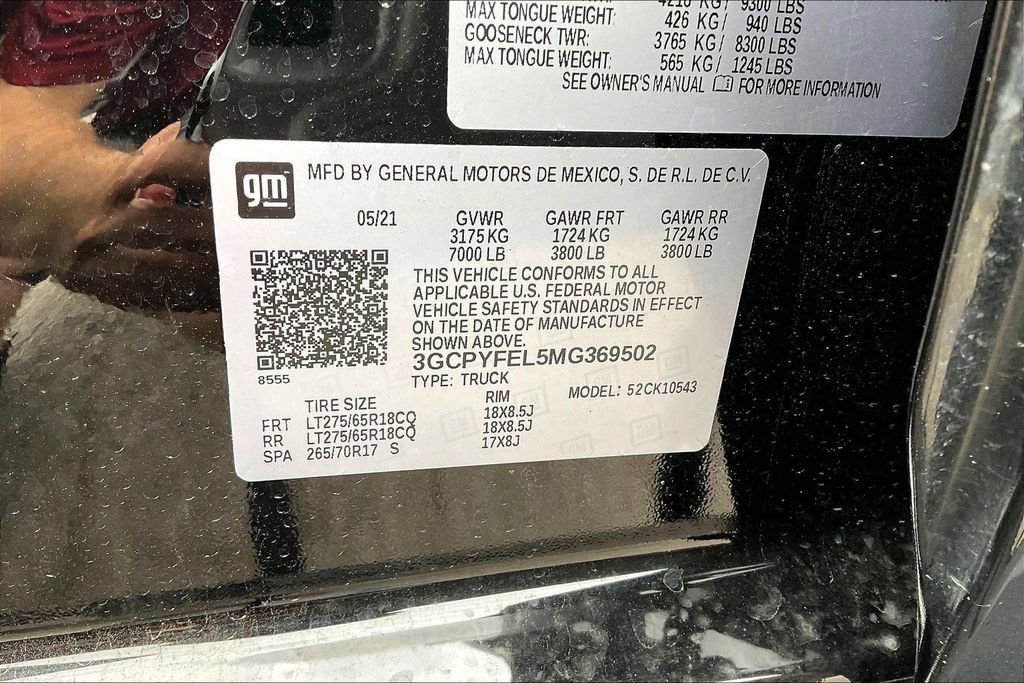 4218 KG/ 9300 LBS
MAX TONGUE WEIGHT: 426 KG/ 940 LBS
GOOSENECK TWR: 3765 KG/ 8300 LBS
MAX TONGUE WEIGHT: 565 KG/ 1245 LBS
SEE OWNER'S MANUAL FOR MORE INFORMATION
gm MFD BY GENERAL MOTORS DE MEXICO, S. DE R.L. DE C.V.
05/21 GVWR GAWR FRT GAWR RR
3175 KG 1724 KG 1724 KG
7000 LB 3800 LB 3800 LB
THIS VEHICLE CONFORMS TO ALL
APPLICABLE U.S. FEDERAL MOTOR
VEHICLE SAFETY STANDARDS IN EFFECT
ON THE DATE OF MANUFACTURE
SHOWN ABOVE.
3GCPYFEL5MG369502
8555 TYPE: TRUCK MODEL: 52CK10543
TIRE SIZE RIM
FRT LT275/65R18CQ 18X8.5J
RR LT275/65R18CQ 18X8.5J
SPA 265/70R17 S 17X8J